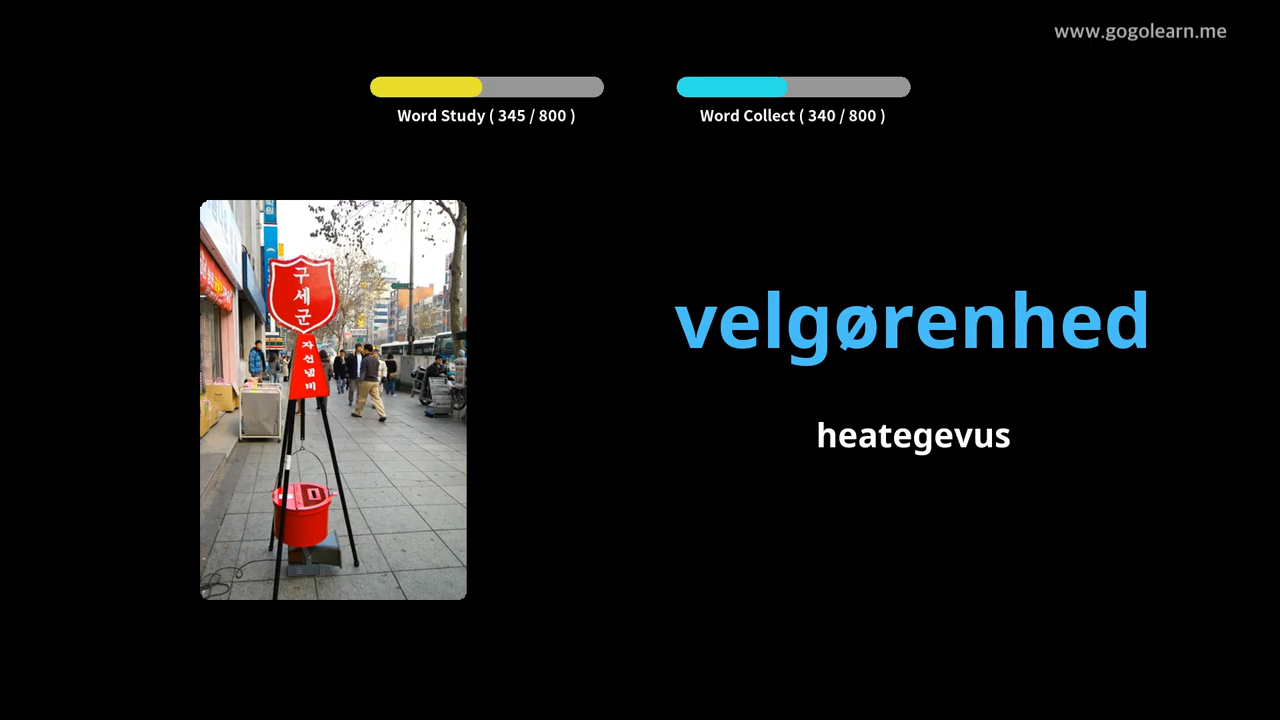 www.gogolearn.me
Word Study ( 345 / 800 )
Word Collect ( 340 / 800 )
구
세
군
자
선
냄
비
velgørenhed
heategevus